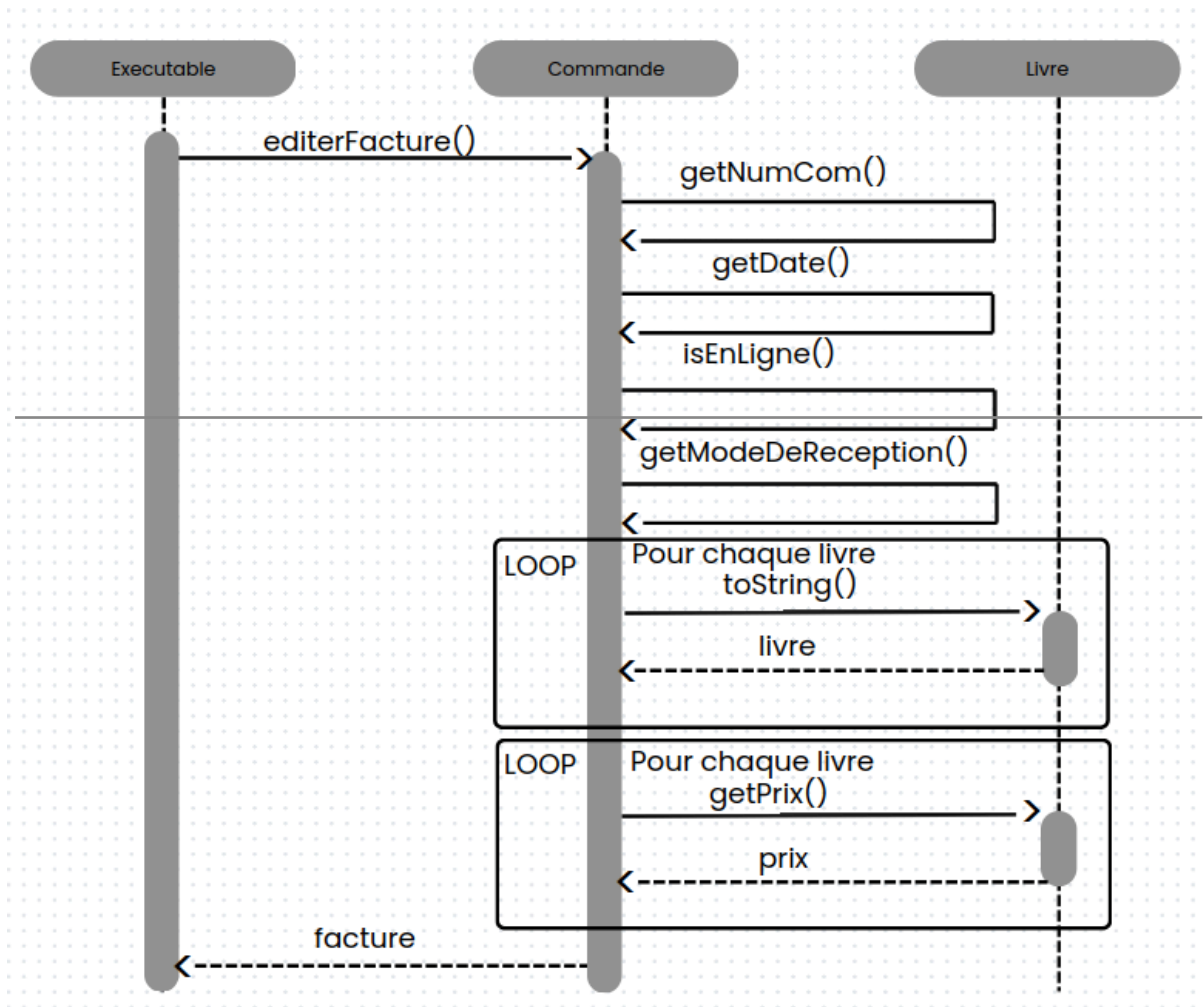 Executable
Commande
Livre
editerFacture()
getNumCom()
getDate()
isEnLigne()
getModeDeReception()
LOOP
Pour chaque livre
toString()
livre
LOOP
Pour chaque livre
getPrix()
prix
facture